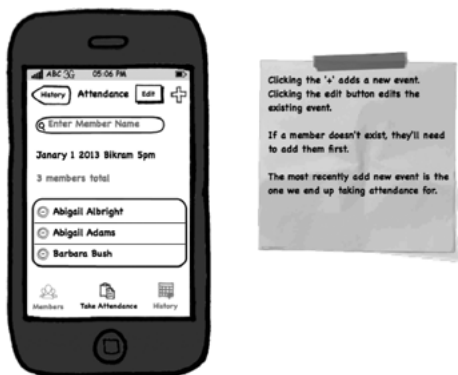 ABC 3G 05:06 PM
History Attendance Edit
Enter Member Name
Janary 1 2013 Bikram 5pm
3 members total
Abigail Albright
Abigail Adams
Barbara Bush
Members Take Attendance History
Clicking the '+' adds a new event.
Clicking the edit button edits the
existing event.
If a member doesn't exist, they'll need
to add them first.
The most recently add new event is the
one we end up taking attendance for.